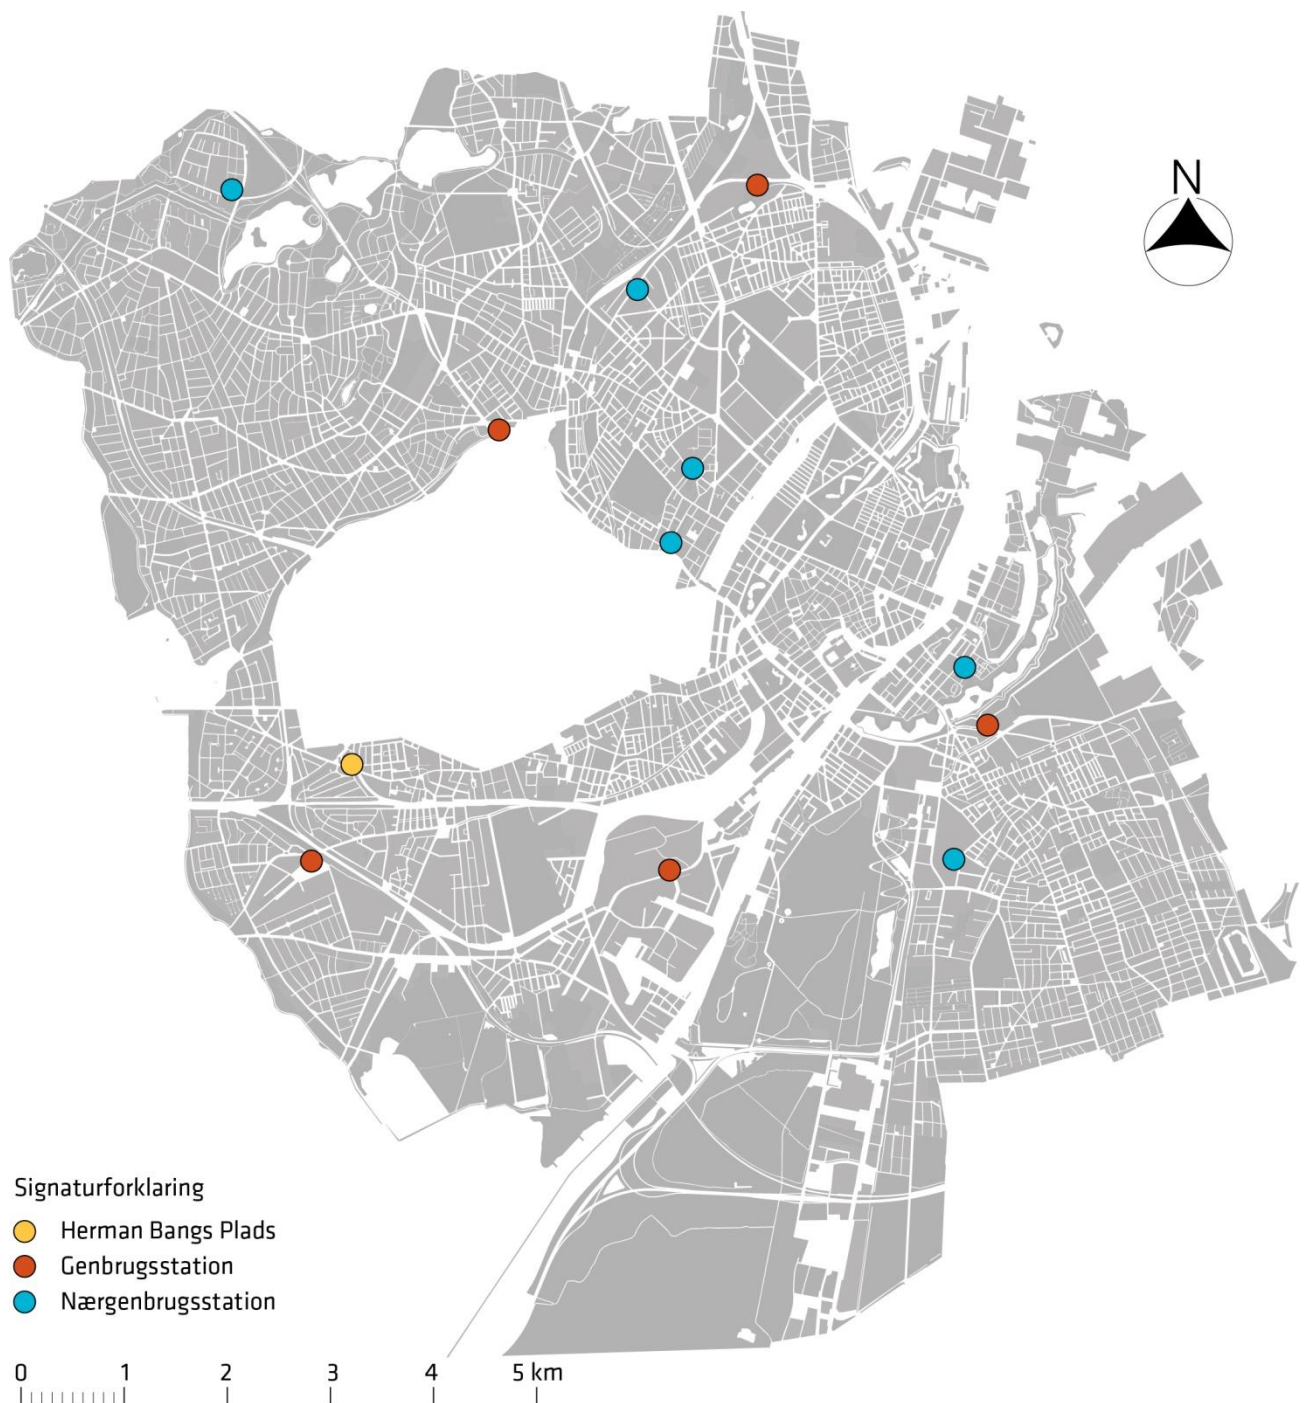 N
Signaturforklaring
Herman Bangs Plads
Genbrugsstation
Nærgenbrugsstation
0 1 2 3 4 5 km